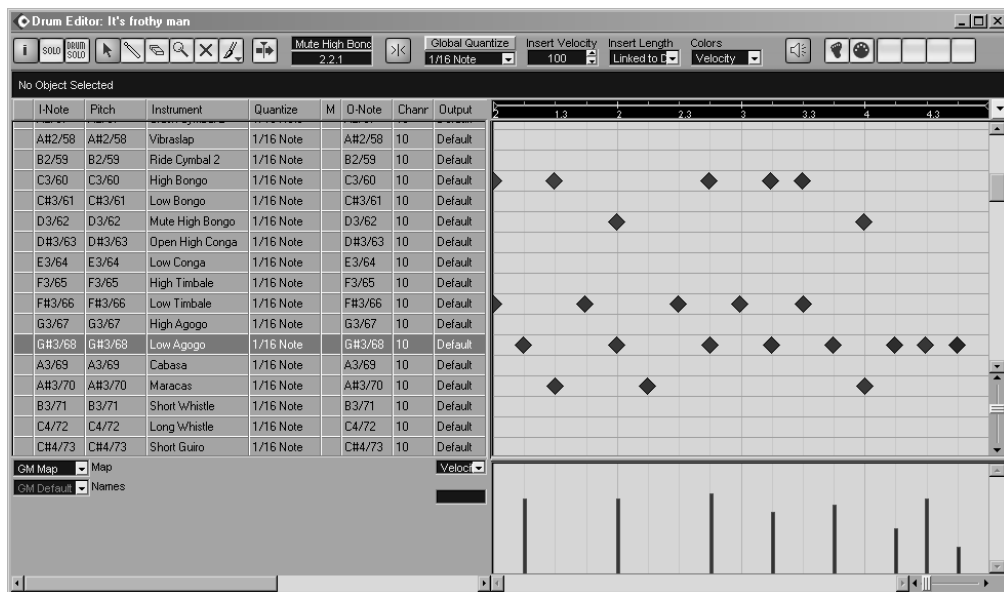 Drum Editor: It's frothy man
i SOLO DRUM SOLO Mute High Bonc Global Quantize Insert Velocity Insert Length Colors
2.2.1 1/16 Note 100 Linked to D Velocity
No Object Selected
I-Note Pitch Instrument Quantize M O-Note Chanr Output 2 1.3 2 2.3 3 3.3 4 4.3
A#2/58 A#2/58 Vibraslap 1/16 Note A#2/58 10 Default
B2/59 B2/59 Ride Cymbal 2 1/16 Note B2/59 10 Default
C3/60 C3/60 High Bongo 1/16 Note C3/60 10 Default
C#3/61 C#3/61 Low Bongo 1/16 Note C#3/61 10 Default
D3/62 D3/62 Mute High Bongo 1/16 Note D3/62 10 Default
D#3/63 D#3/63 Open High Conga 1/16 Note D#3/63 10 Default
E3/64 E3/64 Low Conga 1/16 Note E3/64 10 Default
F3/65 F3/65 High Timbale 1/16 Note F3/65 10 Default
F#3/66 F#3/66 Low Timbale 1/16 Note F#3/66 10 Default
G3/67 G3/67 High Agogo 1/16 Note G3/67 10 Default
G#3/68 G#3/68 Low Agogo 1/16 Note G#3/68 10 Default
A3/69 A3/69 Cabasa 1/16 Note A3/69 10 Default
A#3/70 A#3/70 Maracas 1/16 Note A#3/70 10 Default
B3/71 B3/71 Short Whistle 1/16 Note B3/71 10 Default
C4/72 C4/72 Long Whistle 1/16 Note C4/72 10 Default
C#4/73 C#4/73 Short Guiro 1/16 Note C#4/73 10 Default
GM Map Map Veloci
GM Default Names